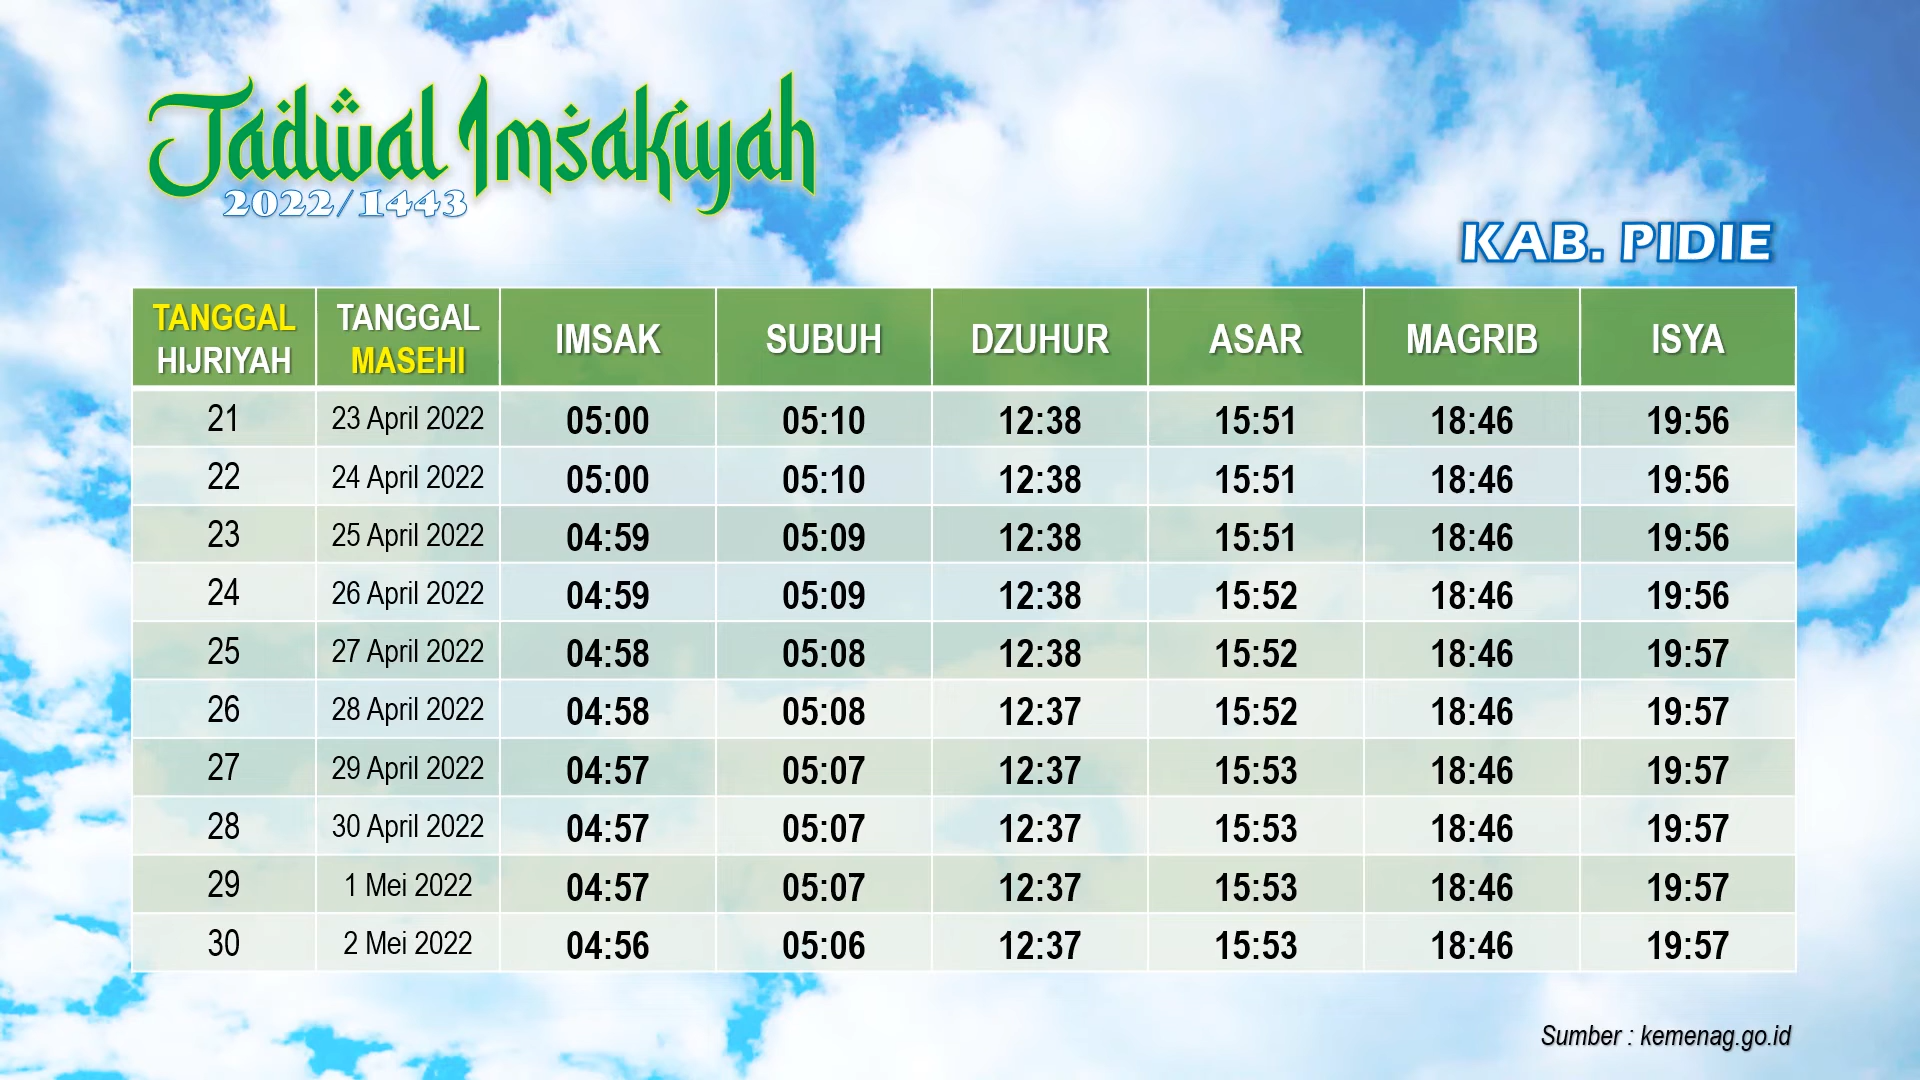 Jadwal Imsakiyah
2022/1443
KAB. PIDIE
TANGGAL HIJRIYAH TANGGAL MASEHI IMSAK SUBUH DZUHUR ASAR MAGRIB ISYA
21 23 April 2022 05:00 05:10 12:38 15:51 18:46 19:56
22 24 April 2022 05:00 05:10 12:38 15:51 18:46 19:56
23 25 April 2022 04:59 05:09 12:38 15:51 18:46 19:56
24 26 April 2022 04:59 05:09 12:38 15:52 18:46 19:56
25 27 April 2022 04:58 05:08 12:38 15:52 18:46 19:57
26 28 April 2022 04:58 05:08 12:37 15:52 18:46 19:57
27 29 April 2022 04:57 05:07 12:37 15:53 18:46 19:57
28 30 April 2022 04:57 05:07 12:37 15:53 18:46 19:57
29 1 Mei 2022 04:57 05:07 12:37 15:53 18:46 19:57
30 2 Mei 2022 04:56 05:06 12:37 15:53 18:46 19:57
Sumber : kemenag.go.id